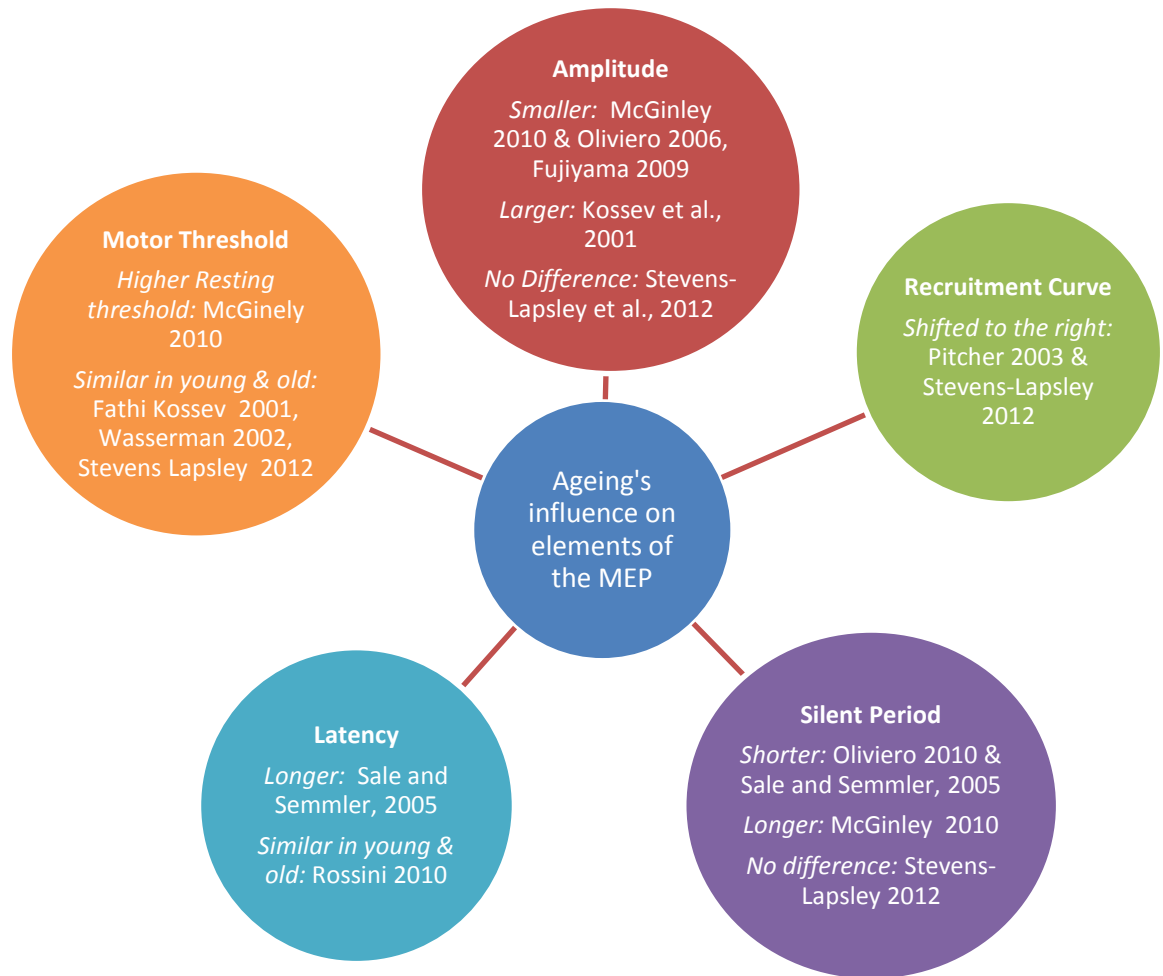 Amplitude
Smaller: McGinley
2010 & Oliviero 2006,
Fujiyama 2009
Larger: Kossev et al.,
2001
No Difference: Stevens-
Lapsley et al., 2012
Motor Threshold
Higher Resting
threshold: McGinely
2010
Similar in young & old:
Fathi Kossev 2001,
Wasserman 2002,
Stevens Lapsley 2012
Recruitment Curve
Shifted to the right:
Pitcher 2003 &
Stevens-Lapsley
2012
Ageing's
influence on
elements of
the MEP
Latency
Longer: Sale and
Semmler, 2005
Similar in young &
old: Rossini 2010
Silent Period
Shorter: Oliviero 2010 &
Sale and Semmler, 2005
Longer: McGinley 2010
No difference: Stevens-
Lapsley 2012